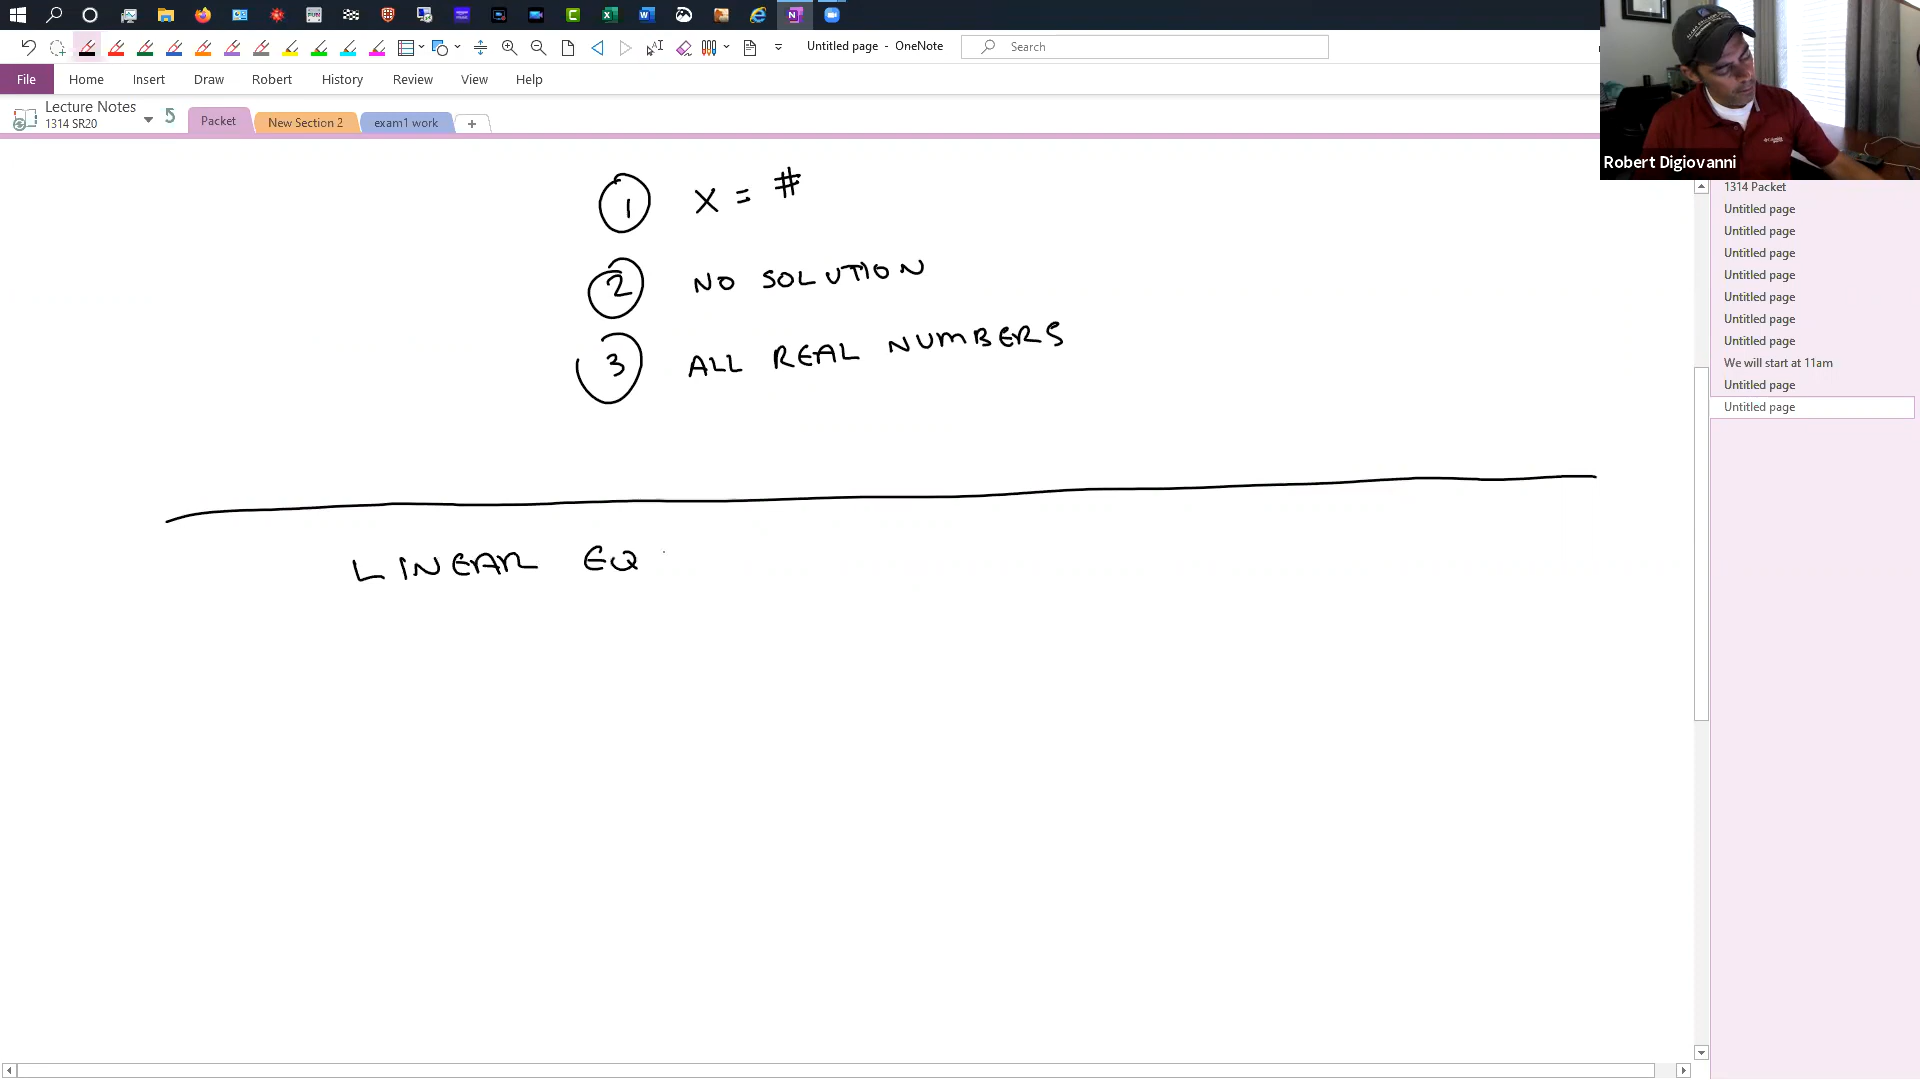 Untitled page - OneNote
Search
File Home Insert Draw Robert History Review View Help
Lecture Notes
1314 SR20
Packet
New Section 2
exam1 work
Robert Digiovanni
1 X = #
2 NO SOLUTION
3 ALL REAL NUMBERS
LINEAR EQ
1314 Packet
Untitled page
Untitled page
Untitled page
Untitled page
Untitled page
Untitled page
Untitled page
We will start at 11am
Untitled page
Untitled page